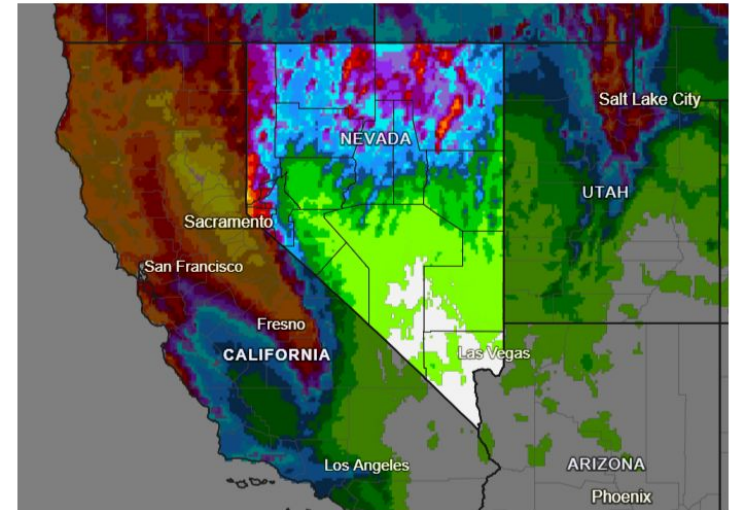 Salt Lake City
NEVADA
UTAH
Sacramento
San Francisco
Fresno
CALIFORNIA
Las Vegas
Los Angeles
ARIZONA
Phoenix